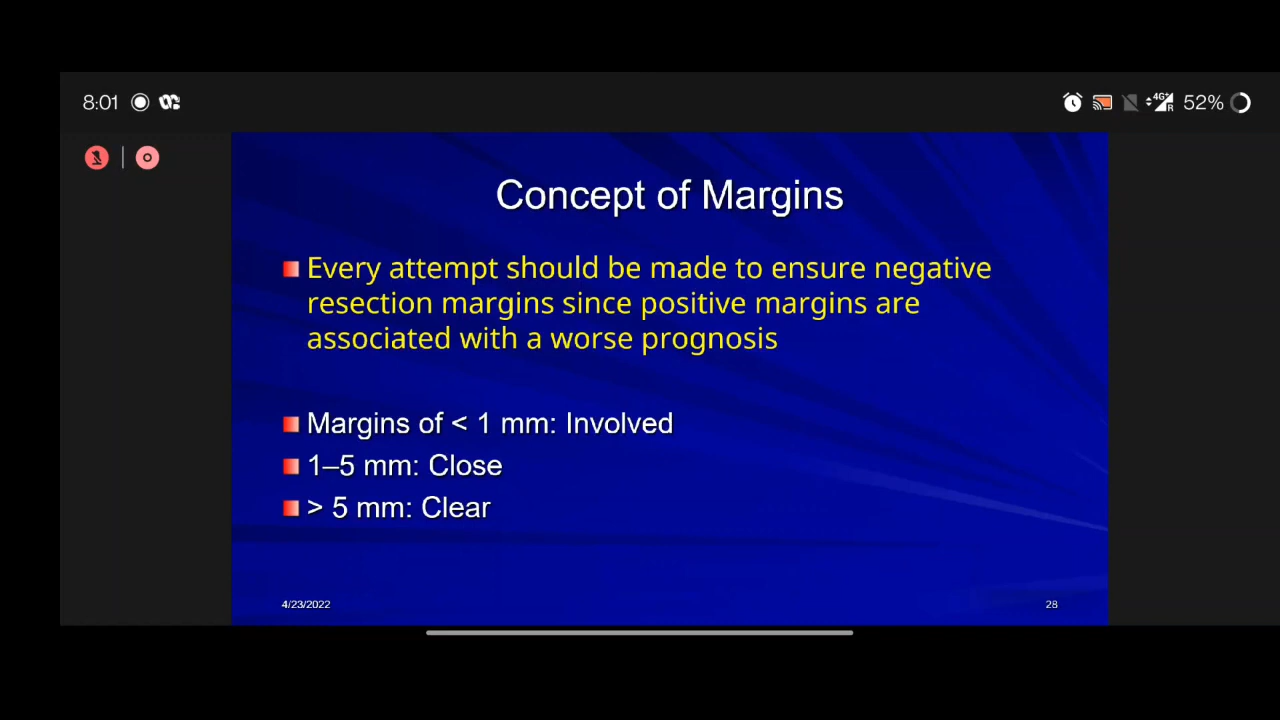 8:01
4G+
R
52%
Concept of Margins
Every attempt should be made to ensure negative
resection margins since positive margins are
associated with a worse prognosis
Margins of < 1 mm: Involved
1–5 mm: Close
> 5 mm: Clear
4/23/2022
28